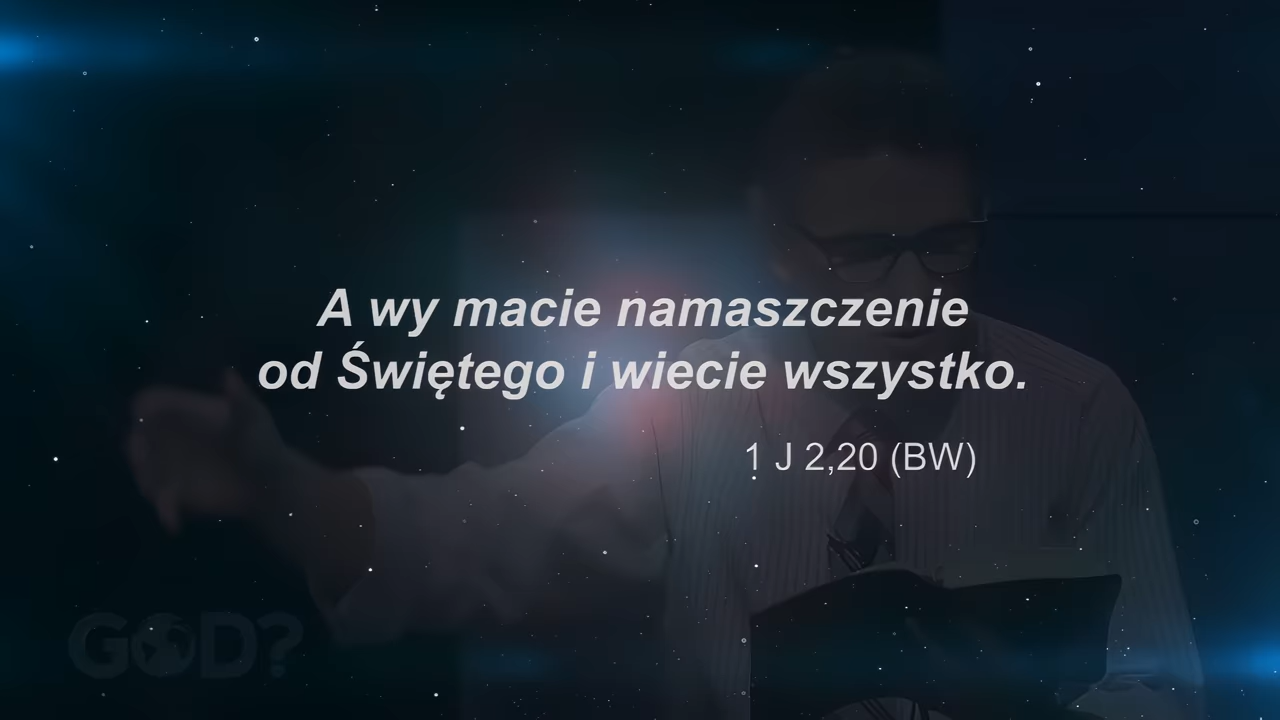 A wy macie namaszczenie
od Świętego i wiecie wszystko.
1 J 2,20 (BW)
GOD?